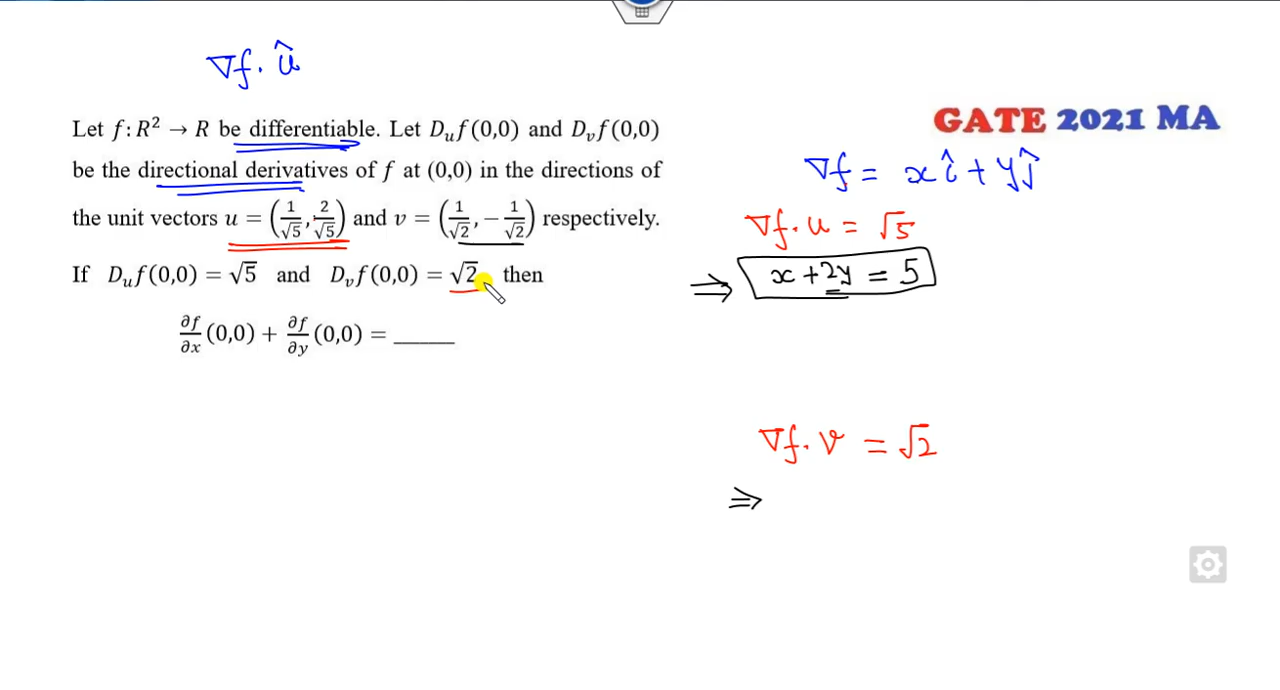 ∇f. û
Let f: R² → R be differentiable. Let D_u f(0,0) and D_v f(0,0)
be the directional derivatives of f at (0,0) in the directions of
the unit vectors u = (1/√5, 2/√5) and v = (1/√2, −1/√2) respectively.
If D_u f(0,0) = √5 and D_v f(0,0) = √2 then
∂f/∂x (0,0) + ∂f/∂y (0,0) = _____
GATE 2021 MA
∇f = xî + yĵ
∇f. u = √5
⇒ x + 2y = 5
∇f. v = √2
⇒